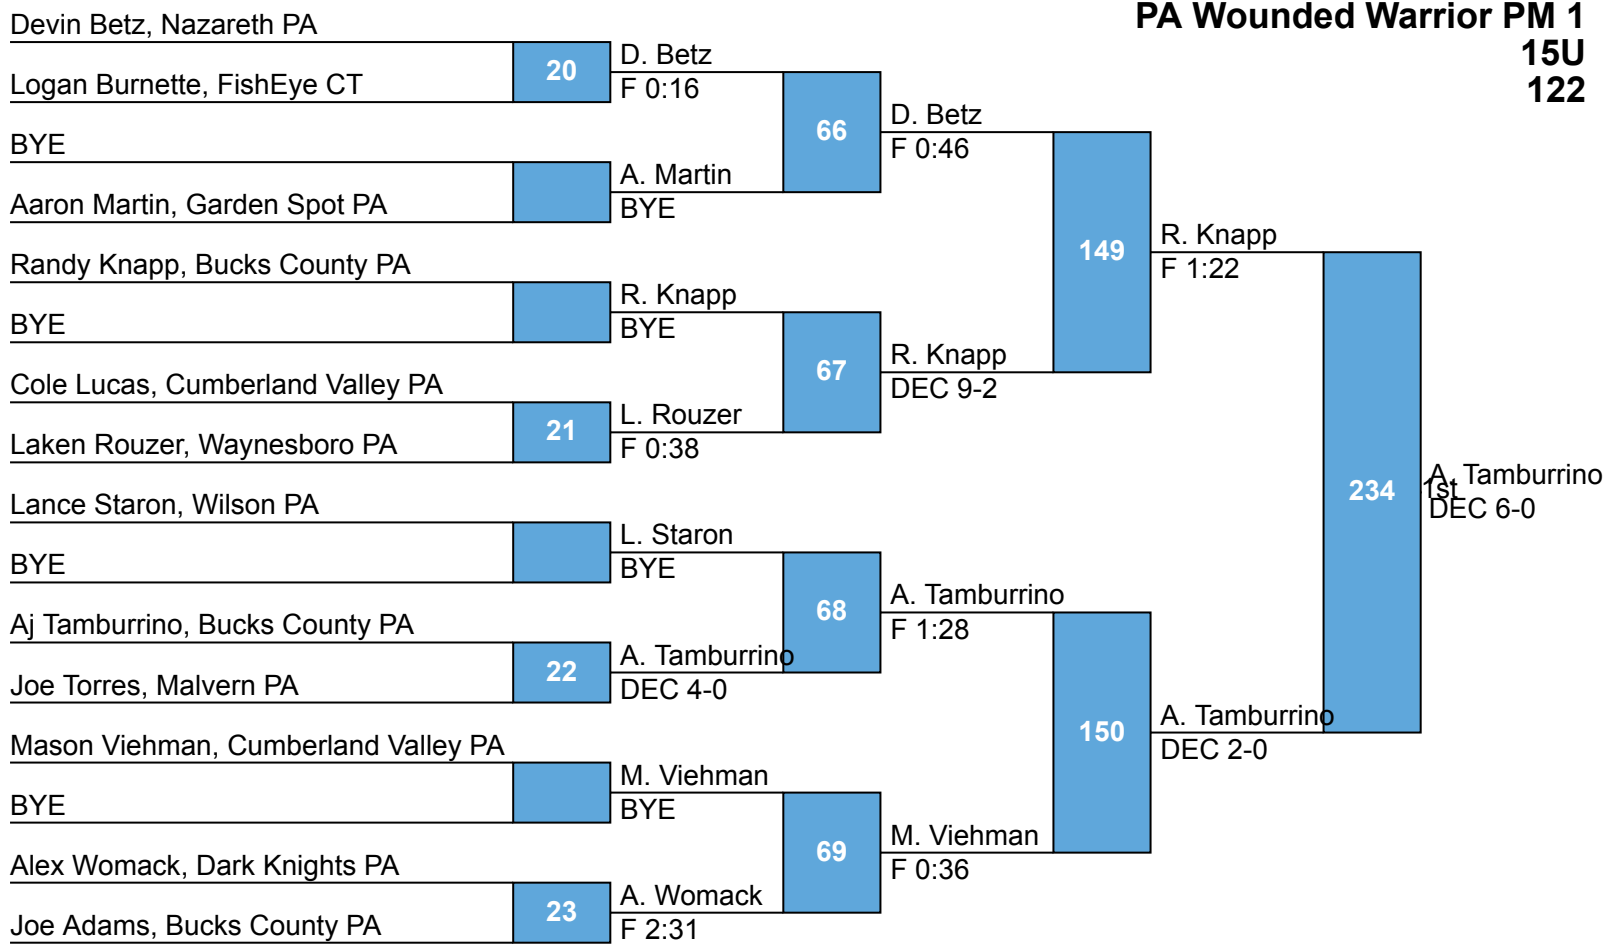 PA Wounded Warrior PM 1
15U
122
Devin Betz, Nazareth PA
Logan Burnette, FishEye CT
BYE
Aaron Martin, Garden Spot PA
Randy Knapp, Bucks County PA
BYE
Cole Lucas, Cumberland Valley PA
Laken Rouzer, Waynesboro PA
Lance Staron, Wilson PA
BYE
Aj Tamburrino, Bucks County PA
Joe Torres, Malvern PA
Mason Viehman, Cumberland Valley PA
BYE
Alex Womack, Dark Knights PA
Joe Adams, Bucks County PA
20
21
22
23
D. Betz
F 0:16
A. Martin
BYE
R. Knapp
BYE
L. Rouzer
F 0:38
L. Staron
BYE
A. Tamburrino
DEC 4-0
M. Viehman
BYE
A. Womack
F 2:31
66
67
68
69
D. Betz
F 0:46
R. Knapp
DEC 9-2
A. Tamburrino
F 1:28
M. Viehman
F 0:36
149
150
R. Knapp
F 1:22
A. Tamburrino
DEC 2-0
234
A. Tamburrino
1st
DEC 6-0